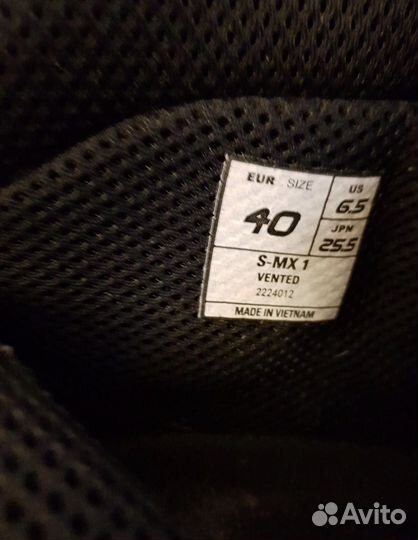 EUR SIZE
40
US
6.5
JPN
25.5
S-MX 1
VENTED
2224012
MADE IN VIETNAM
Avito